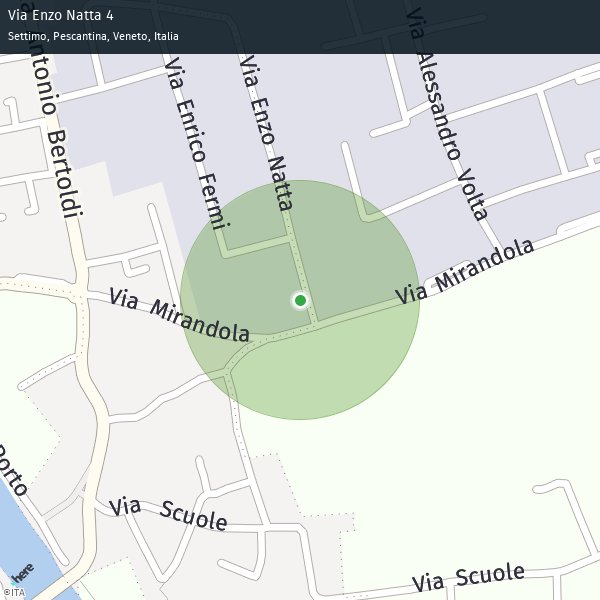 Via Enzo Natta 4
Settimo, Pescantina, Veneto, Italia
Antonio Bertoldi
Via Enrico Fermi
Via Enzo Natta
Via Alessandro Volta
Via Mirandola
Via Mirandola
Porto
Via Scuole
Via Scuole
here
©ITA